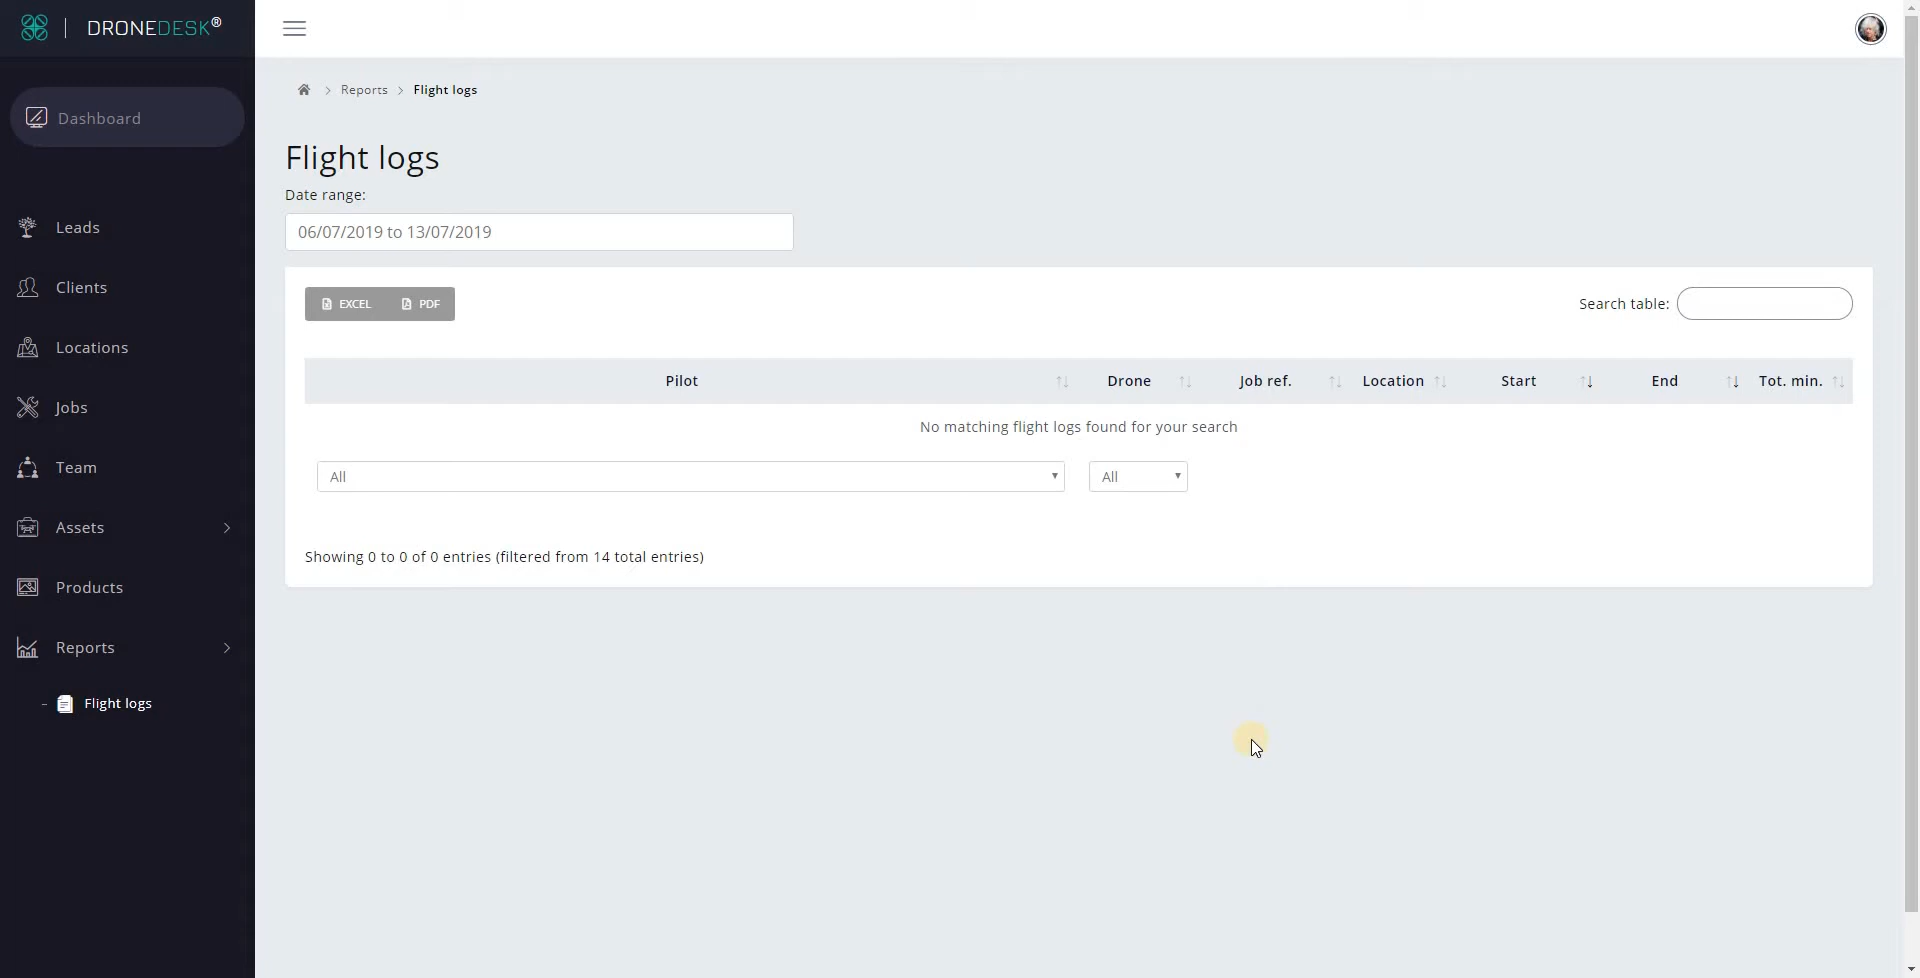 DRONEDESK®
Dashboard
Leads
Clients
Locations
Jobs
Team
Assets
Products
Reports
- Flight logs
Reports > Flight logs
Flight logs
Date range:
06/07/2019 to 13/07/2019
EXCEL PDF
Search table:
Pilot Drone Job ref. Location Start End Tot. min.
No matching flight logs found for your search
All All
Showing 0 to 0 of 0 entries (filtered from 14 total entries)